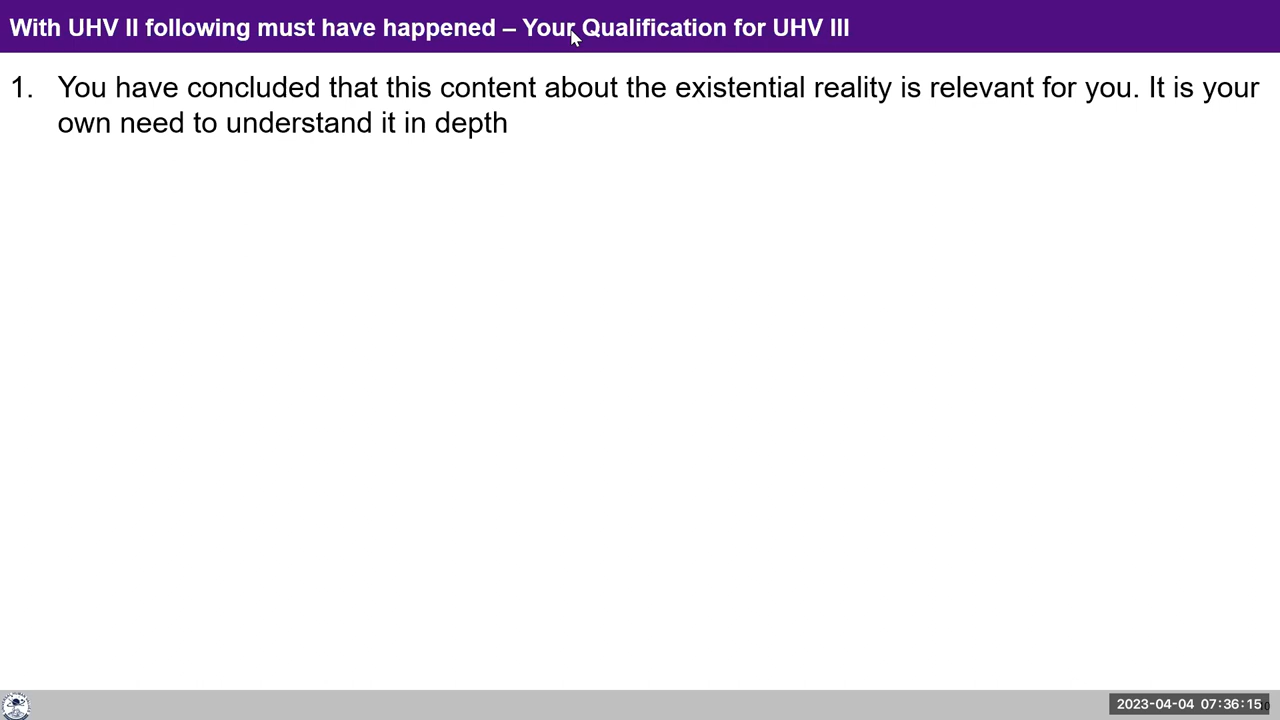 With UHV II following must have happened – Your Qualification for UHV III
1. You have concluded that this content about the existential reality is relevant for you. It is your
own need to understand it in depth
2023-04-04 07:36:15